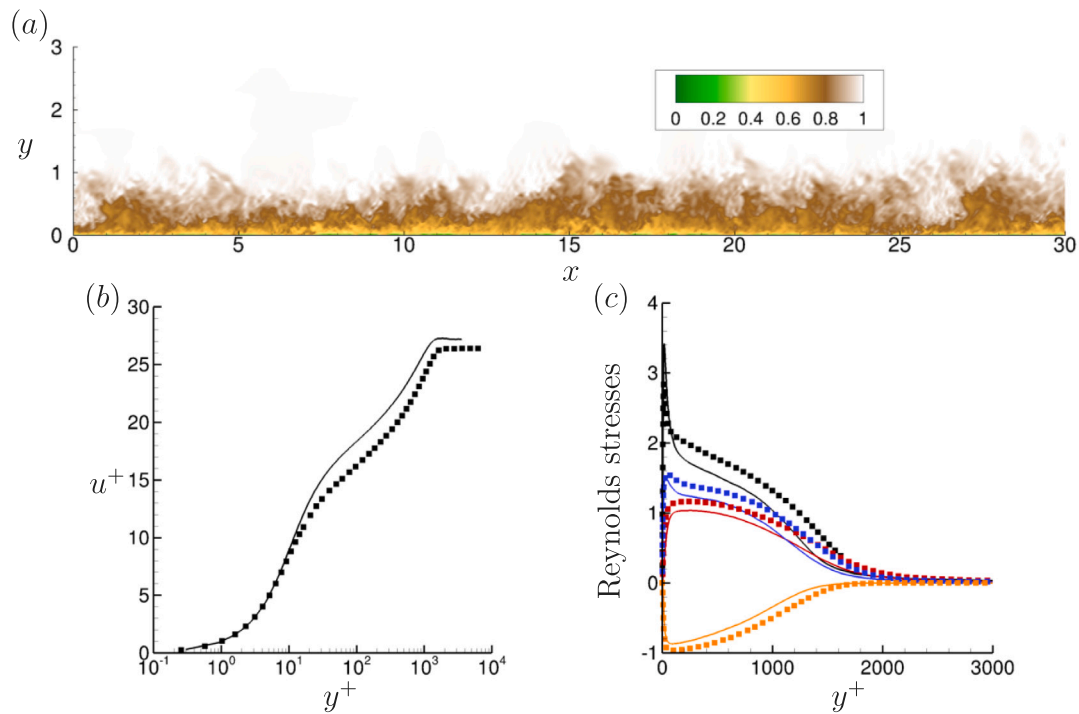 (a)
3
2
1
0
y
0 0.2 0.4 0.6 0.8 1
0 5 10 15 20 25 30
x
(b)
30
25
20
15
10
5
0
u⁺
10⁻¹ 10⁰ 10¹ 10² 10³ 10⁴
y⁺
(c)
4
3
2
1
0
-1
Reynolds stresses
0 1000 2000 3000
y⁺